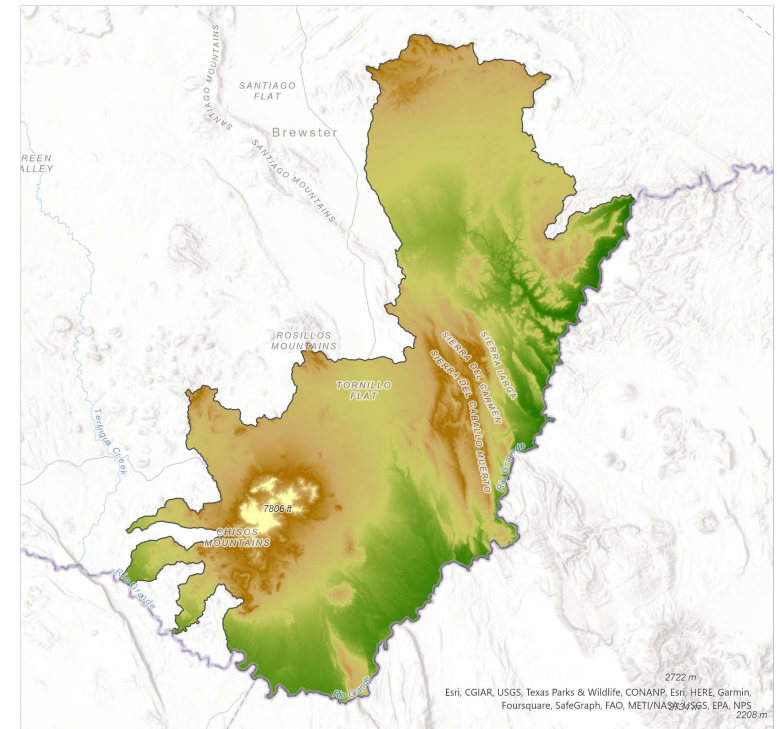 SANTIAGO MOUNTAINS
SANTIAGO
FLAT
Brewster
REEN
ALLEY
SANTIAGO MOUNTAINS
ROSILLOS
MOUNTAINS
TORNILLO
FLAT
SIERRA DEL CARMEN
SIERRA LARGA
SIERRA DEL CABALLO MUERTO
Terlingua Creek
Rio Grande
7806 ft
CHISOS
MOUNTAINS
Rio Grande
Rio Grande
2722 m
Esri, CGIAR, USGS, Texas Parks & Wildlife, CONANP, Esri, HERE, Garmin,
Foursquare, SafeGraph, FAO, METI/NASA, USGS, EPA, NPS
2208 m